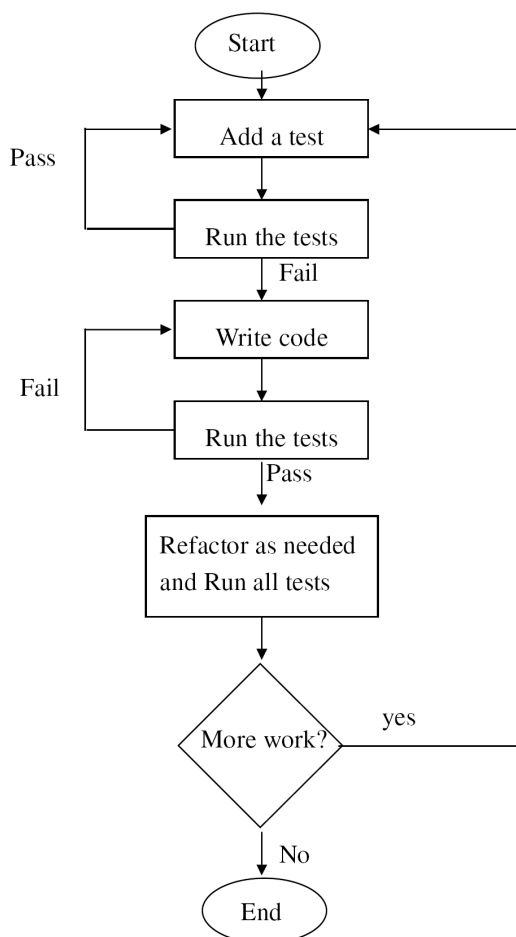 Start
Add a test
Pass
Run the tests
Fail
Write code
Fail
Run the tests
Pass
Refactor as needed
and Run all tests
More work?
yes
No
End